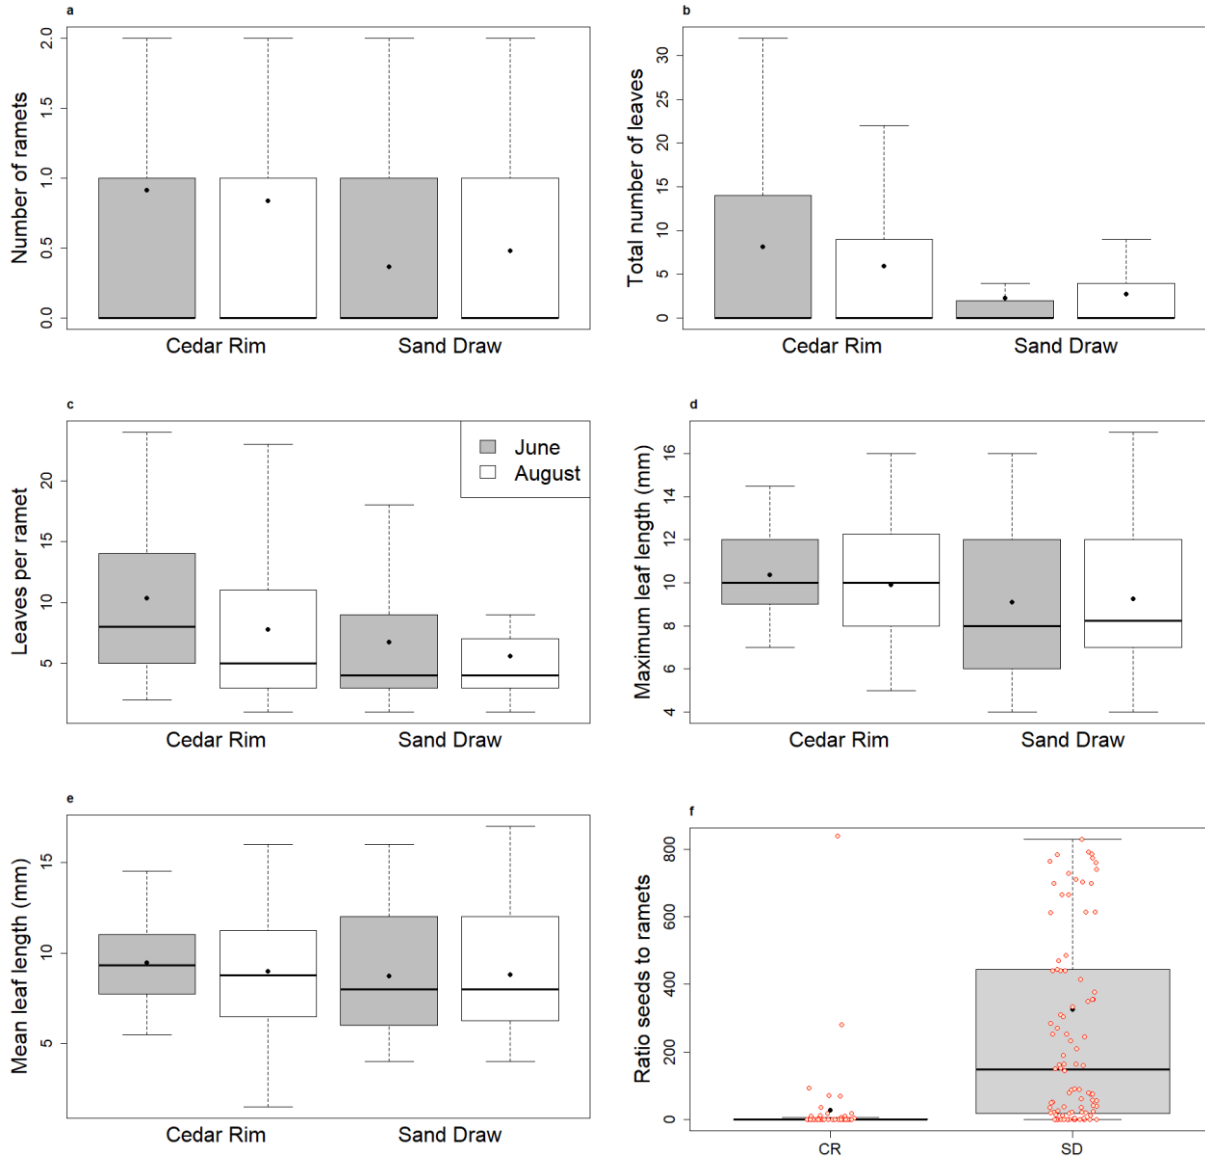 a
Number of ramets
2.0
1.5
1.0
0.5
0.0
Cedar Rim Sand Draw
b
Total number of leaves
30
25
20
15
10
5
0
Cedar Rim Sand Draw
c
Leaves per ramet
20
15
10
5
June
August
Cedar Rim Sand Draw
d
Maximum leaf length (mm)
16
14
12
10
8
6
4
Cedar Rim Sand Draw
e
Mean leaf length (mm)
15
10
5
Cedar Rim Sand Draw
f
Ratio seeds to ramets
800
600
400
200
0
CR SD